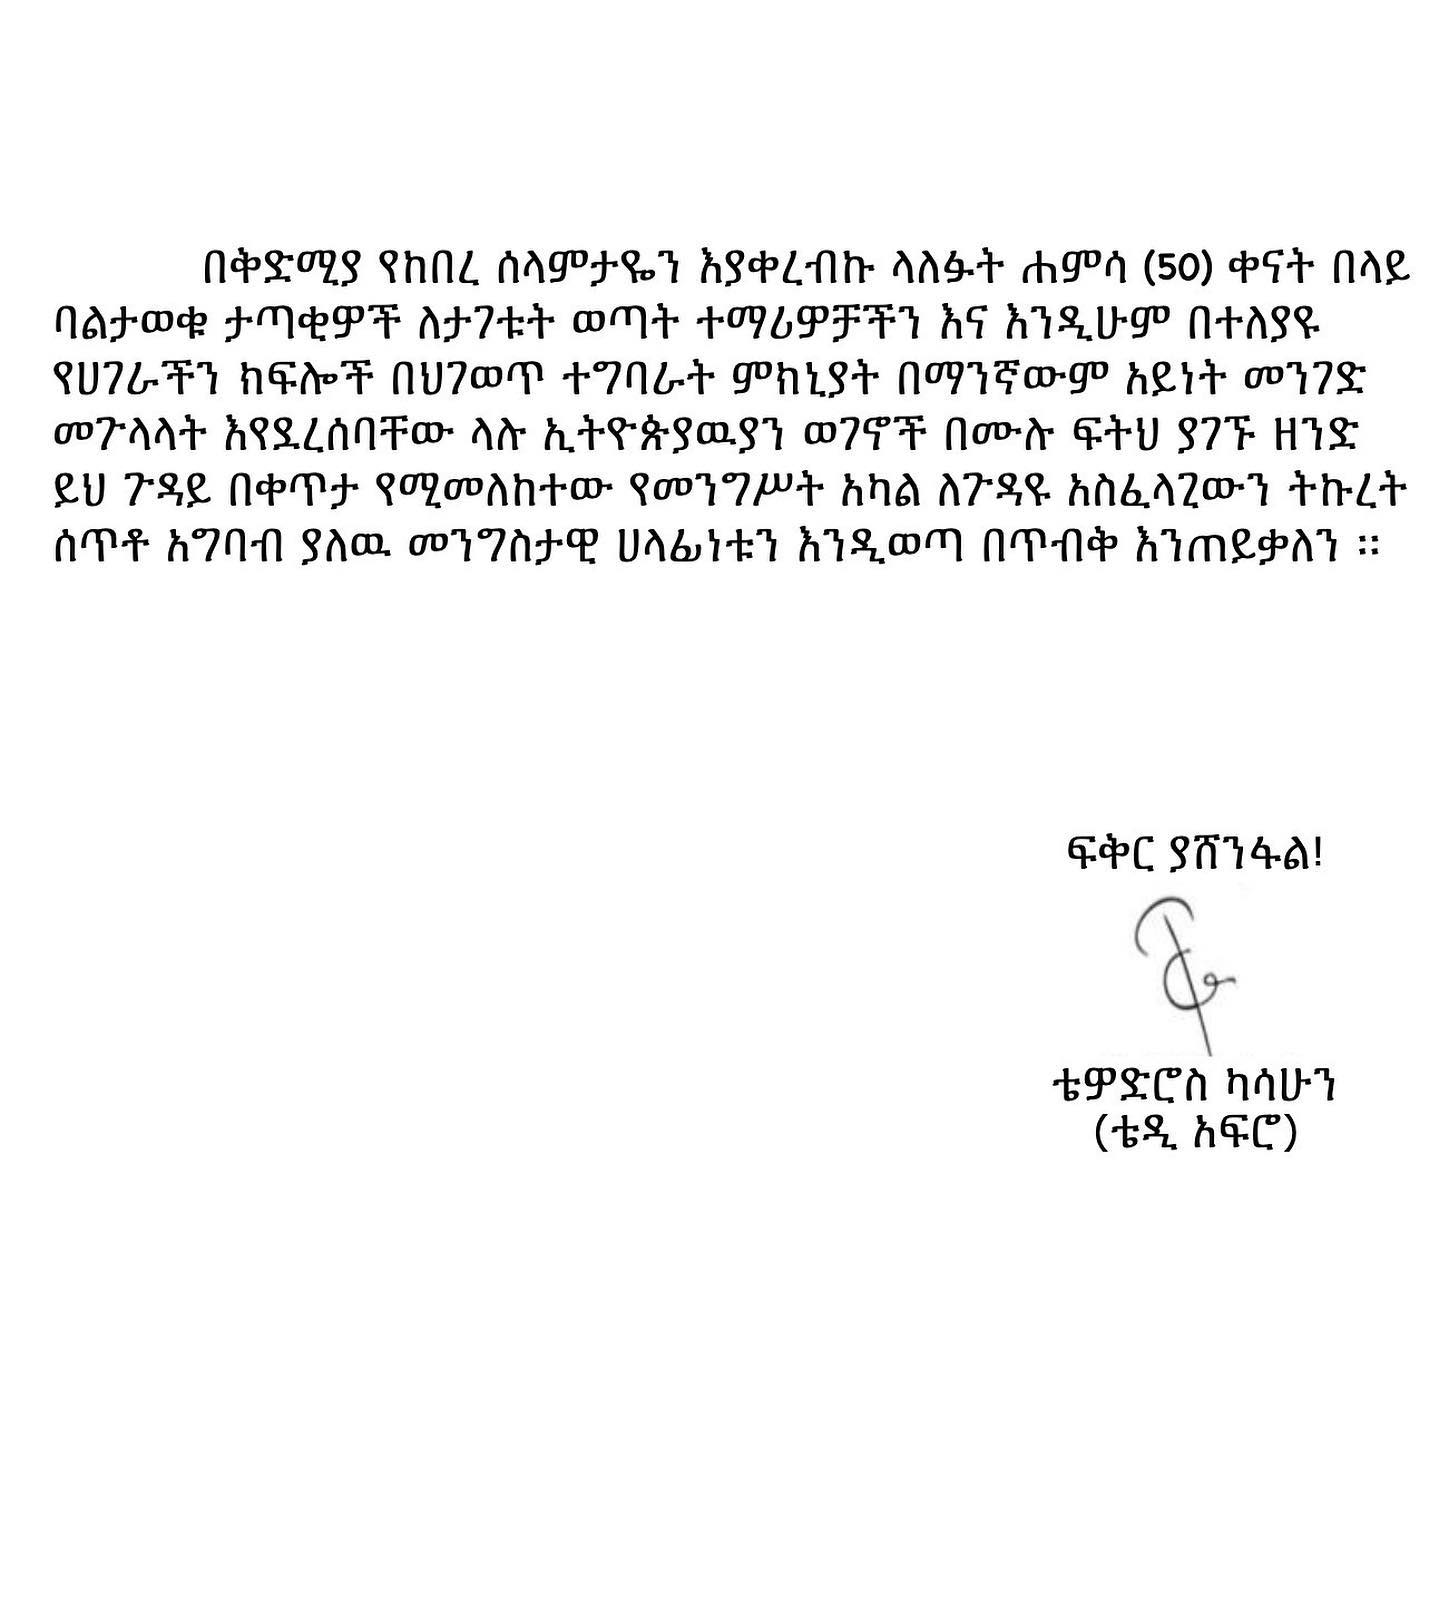 በቅድሚያ የከበረ ሰላምታዬን እያቀረብኩ ላለፉት ሐምሳ (50) ቀናት በላይ
ባልታወቁ ታጣቂዎች ለታገቱት ወጣት ተማሪዎቻችን እና እንዲሁም በተለያዩ
የሀገራችን ክፍሎች በህገወጥ ተግባራት ምክኒያት በማንኛውም አይነት መንገድ
መጉላላት እየደረሰባቸው ላሉ ኢትዮጵያዉያን ወገኖች በሙሉ ፍትህ ያገኙ ዘንድ
ይህ ጉዳይ በቀጥታ የሚመለከተው የመንግሥት አካል ለጉዳዩ አስፈላጊውን ትኩረት
ሰጥቶ አግባብ ያለዉ መንግስታዊ ሀላፊነቱን እንዲወጣ በጥብቅ እንጠይቃለን ።
ፍቅር ያሸንፋል!
ቴዎድሮስ ካሳሁን
(ቴዲ አፍሮ)